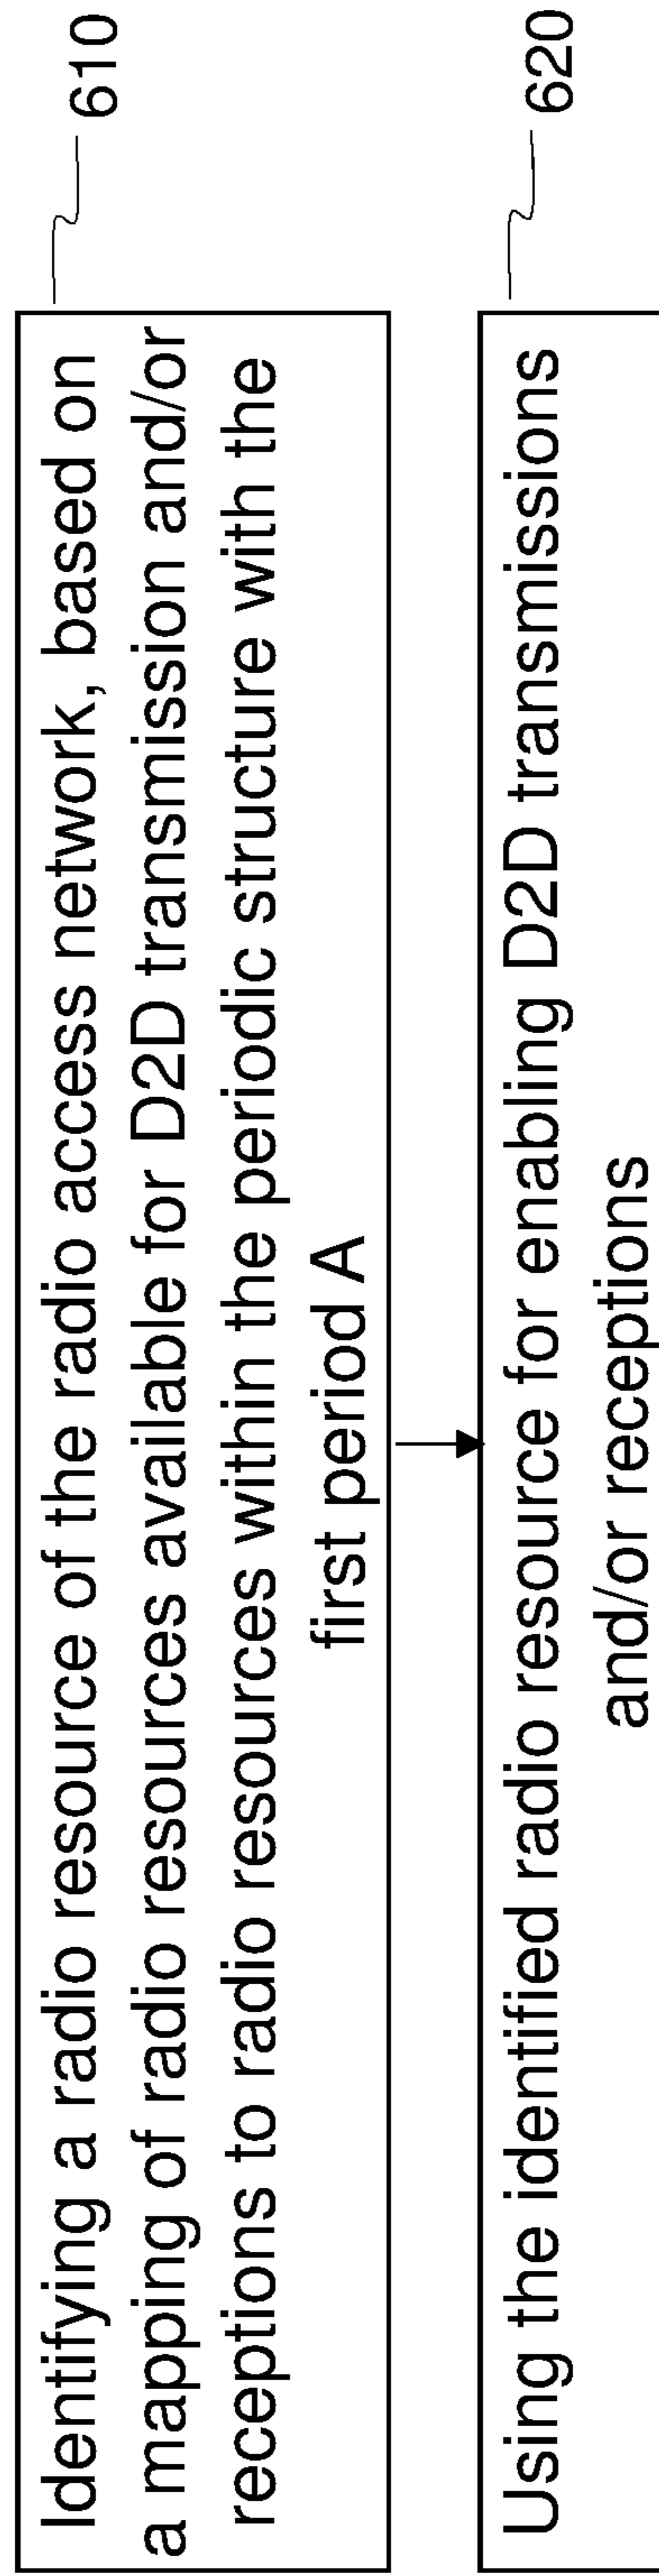 610
Identifying a radio resource of the radio access network, based on
a mapping of radio resources available for D2D transmission and/or
receptions to radio resources within the periodic structure with the
first period A
620
Using the identified radio resource for enabling D2D transmissions
and/or receptions